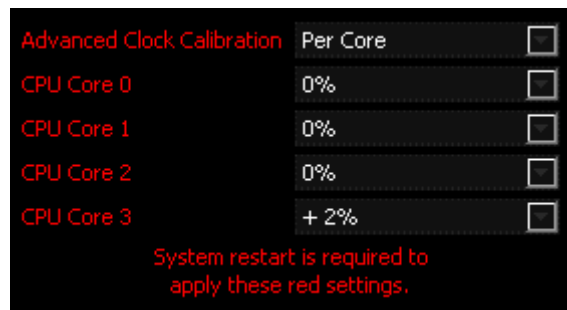 Advanced Clock Calibration Per Core
CPU Core 0 0%
CPU Core 1 0%
CPU Core 2 0%
CPU Core 3 + 2%
System restart is required to
apply these red settings.